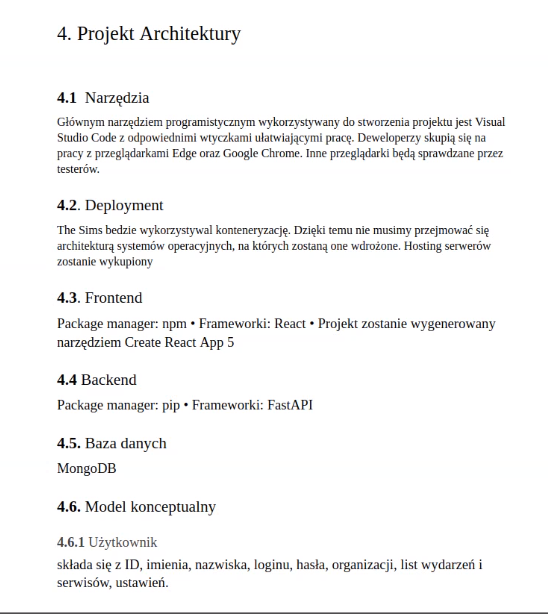 4. Projekt Architektury
4.1 Narzędzia
Głównym narzędziem programistycznym wykorzystywany do stworzenia projektu jest Visual
Studio Code z odpowiednimi wtyczkami ułatwiającymi pracę. Deweloperzy skupią się na
pracy z przeglądarkami Edge oraz Google Chrome. Inne przeglądarki będą sprawdzane przez
testerów.
4.2. Deployment
The Sims bedzie wykorzystywal konteneryzację. Dzięki temu nie musimy przejmować się
architekturą systemów operacyjnych, na których zostaną one wdrożone. Hosting serwerów
zostanie wykupiony
4.3. Frontend
Package manager: npm • Frameworki: React • Projekt zostanie wygenerowany
narzędziem Create React App 5
4.4 Backend
Package manager: pip • Frameworki: FastAPI
4.5. Baza danych
MongoDB
4.6. Model konceptualny
4.6.1 Użytkownik
składa się z ID, imienia, nazwiska, loginu, hasła, organizacji, list wydarzeń i
serwisów, ustawień.